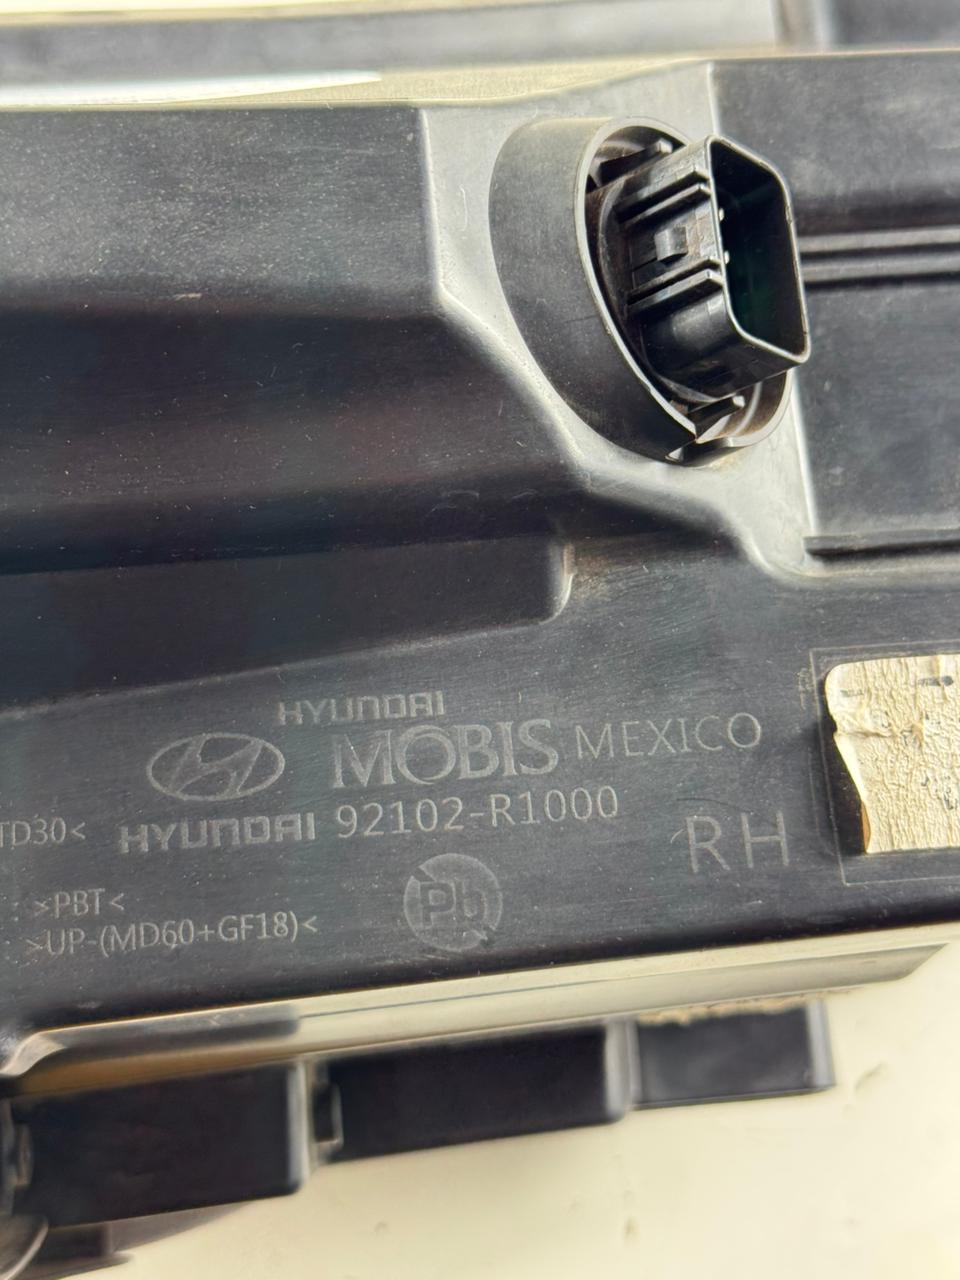 HYUNDAI
MOBIS MEXICO
TD30<
HYUNDAI 92102-R1000
RH
>PBT<
>UP-(MD60+GF18)<
Pb